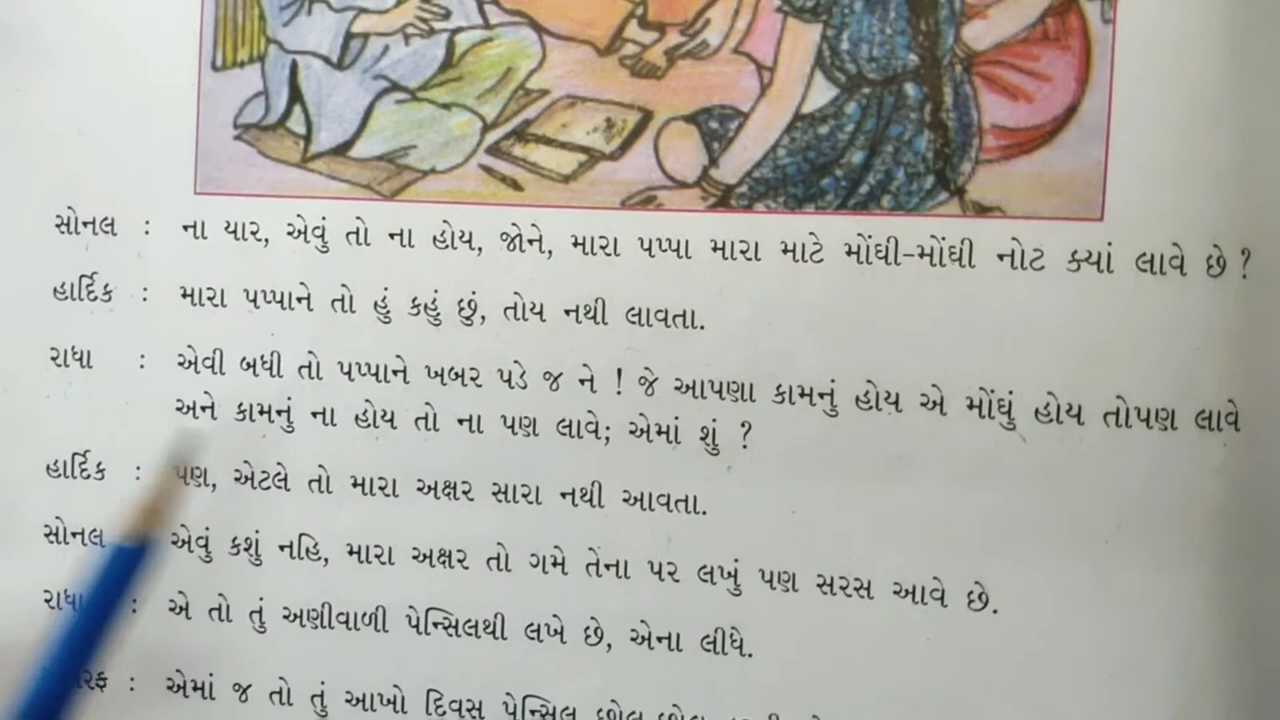 સોનલ : ના યાર, એવું તો ના હોય, જોને, મારા પપ્પા મારા માટે મોંઘી-મોંઘી નોટ ક્યાં લાવે છે ?
હાર્દિક : મારા પપ્પાને તો હું કહું છું, તોય નથી લાવતા.
રાધા : એવી બધી તો પપ્પાને ખબર પડે જ ને ! જે આપણા કામનું હોય એ મોંઘું હોય તોપણ લાવે
અને કામનું ના હોય તો ના પણ લાવે; એમાં શું ?
હાર્દિક : પણ, એટલે તો મારા અક્ષર સારા નથી આવતા.
સોનલ એવું કશું નહિ, મારા અક્ષર તો ગમે તેના પર લખું પણ સરસ આવે છે.
રાધા : એ તો તું અણીવાળી પેન્સિલથી લખે છે, એના લીધે.
: એમાં જ તો તું આખો દિવસ પેન્સિલ